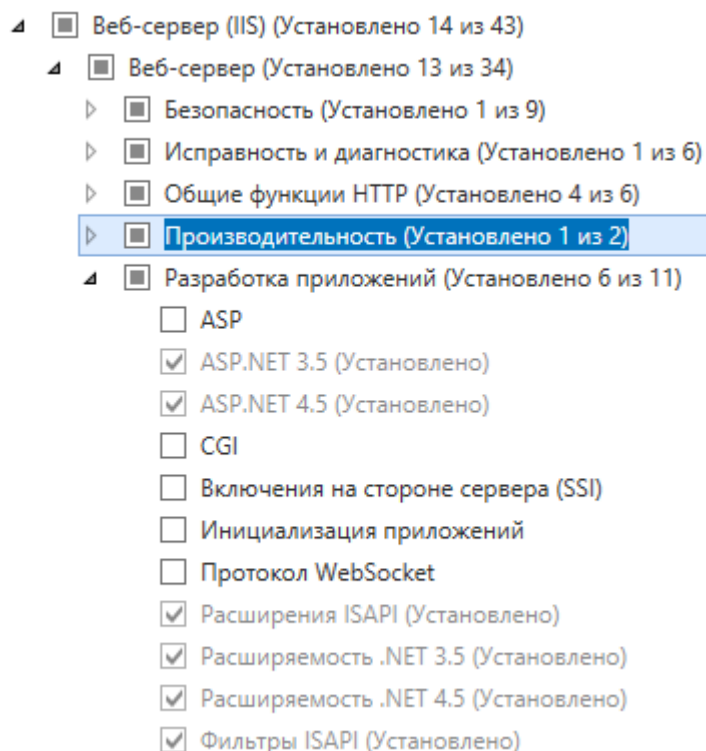 Веб-сервер (IIS) (Установлено 14 из 43)
Веб-сервер (Установлено 13 из 34)
Безопасность (Установлено 1 из 9)
Исправность и диагностика (Установлено 1 из 6)
Общие функции HTTP (Установлено 4 из 6)
Производительность (Установлено 1 из 2)
Разработка приложений (Установлено 6 из 11)
ASP
ASP.NET 3.5 (Установлено)
ASP.NET 4.5 (Установлено)
CGI
Включения на стороне сервера (SSI)
Инициализация приложений
Протокол WebSocket
Расширения ISAPI (Установлено)
Расширяемость .NET 3.5 (Установлено)
Расширяемость .NET 4.5 (Установлено)
Фильтры ISAPI (Установлено)